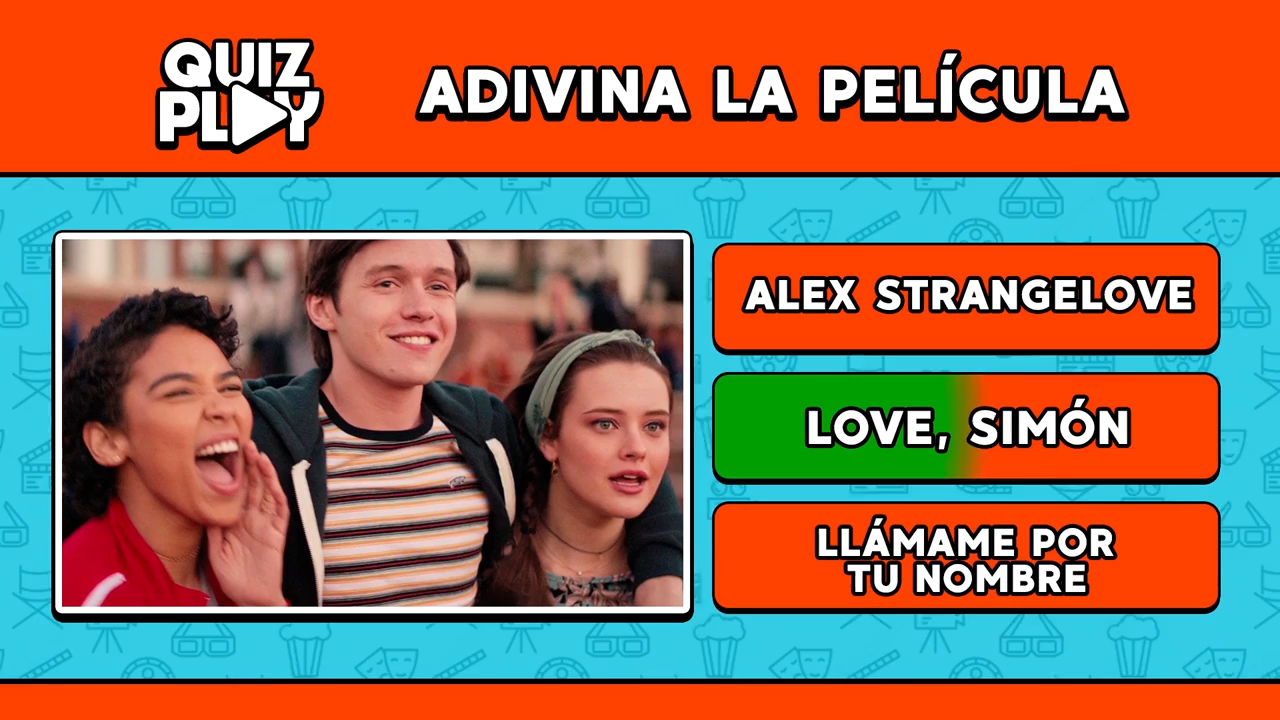 QUIZ
PLAY
ADIVINA LA PELÍCULA
ALEX STRANGELOVE
LOVE, SIMÓN
LLÁMAME POR
TU NOMBRE